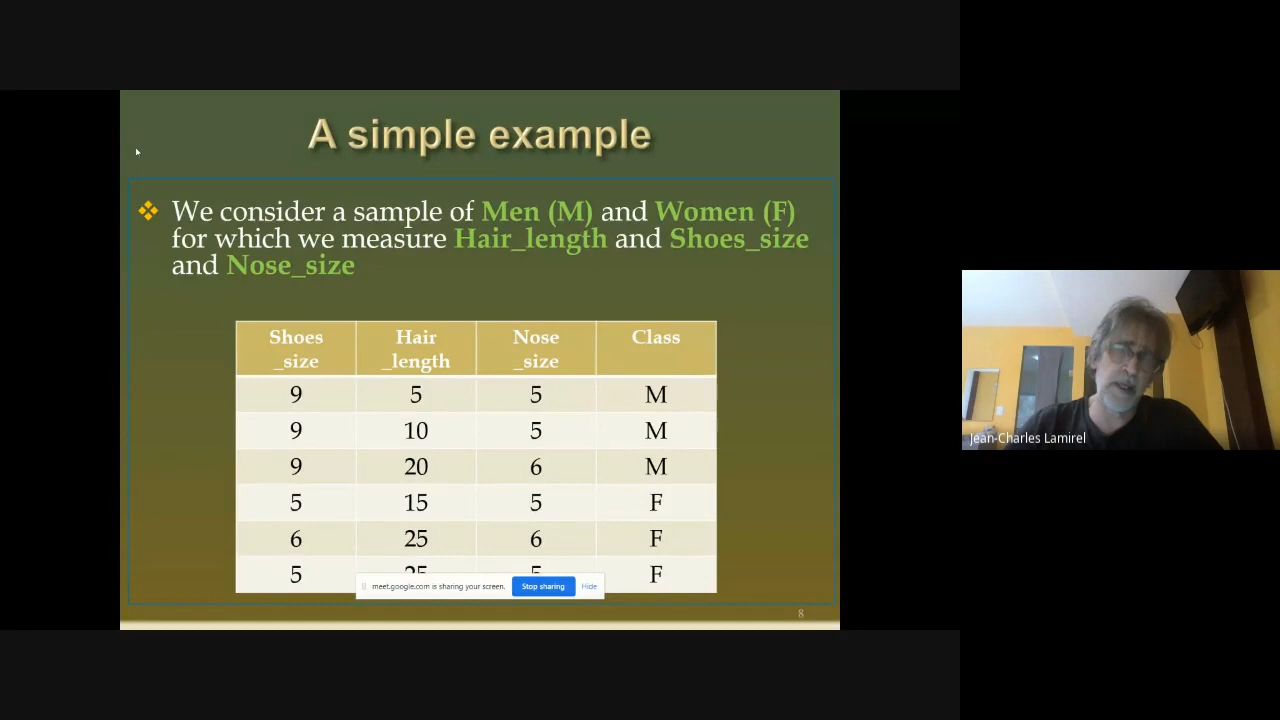 A simple example
We consider a sample of Men (M) and Women (F)
for which we measure Hair_length and Shoes_size
and Nose_size
Shoes _size Hair _length Nose _size Class
9 5 5 M
9 10 5 M
9 20 6 M
5 15 5 F
6 25 6 F
5 25 5 F
meet.google.com is sharing your screen. Stop sharing Hide
8
Jean-Charles Lamirel